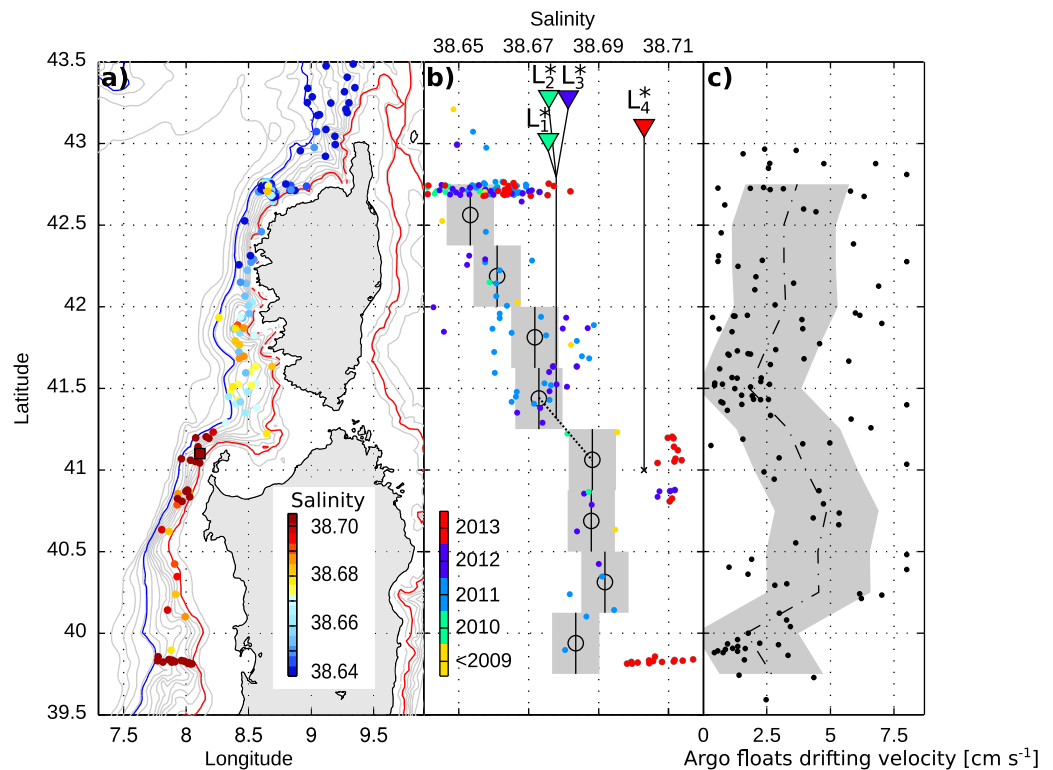 Salinity
38.65 38.67 38.69 38.71
43.5
a)
b)
c)
L*2 L*3
L*4
L*1
43
42.5
42
41.5
41
40.5
40
39.5
Latitude
Salinity
38.70
38.68
38.66
38.64
2013
2012
2011
2010
<2009
7.5 8 8.5 9 9.5
0 2.5 5 7.5
Longitude
Argo floats drifting velocity [cm s⁻¹]